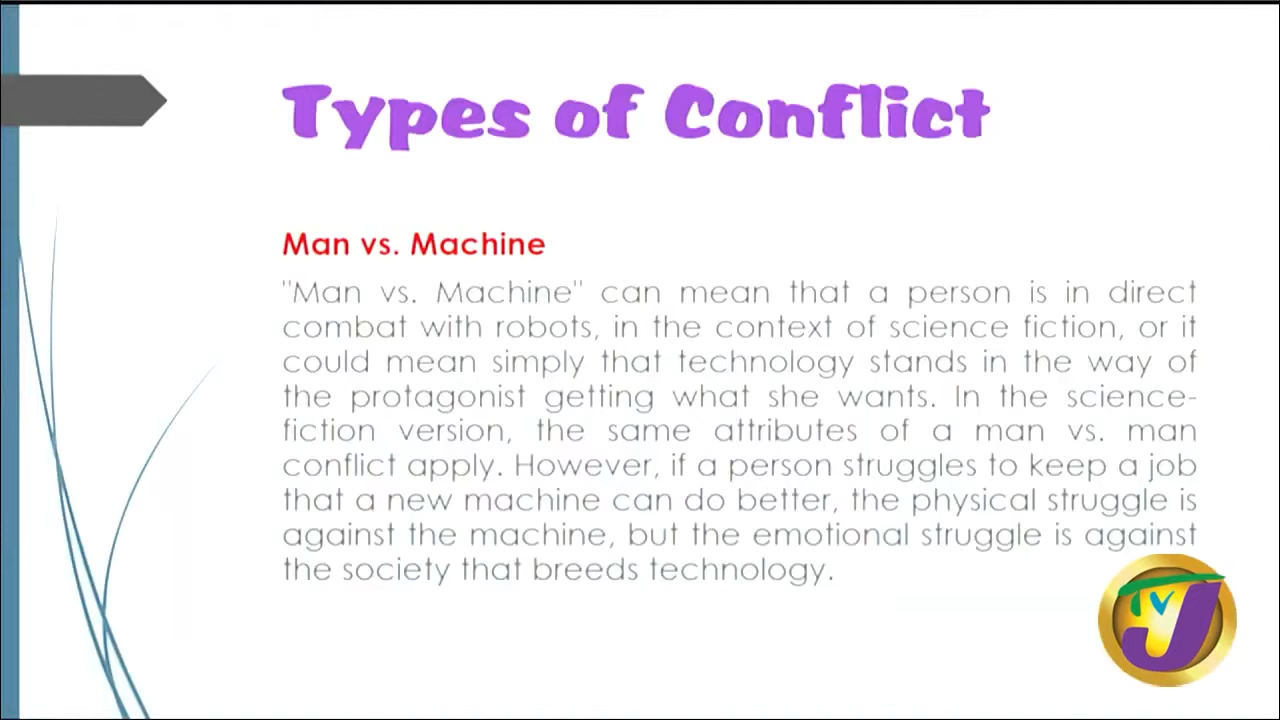 Types of Conflict
Man vs. Machine
"Man vs. Machine" can mean that a person is in direct
combat with robots, in the context of science fiction, or it
could mean simply that technology stands in the way of
the protagonist getting what she wants. In the science-
fiction version, the same attributes of a man vs. man
conflict apply. However, if a person struggles to keep a job
that a new machine can do better, the physical struggle is
against the machine, but the emotional struggle is against
the society that breeds technology.
TVJ